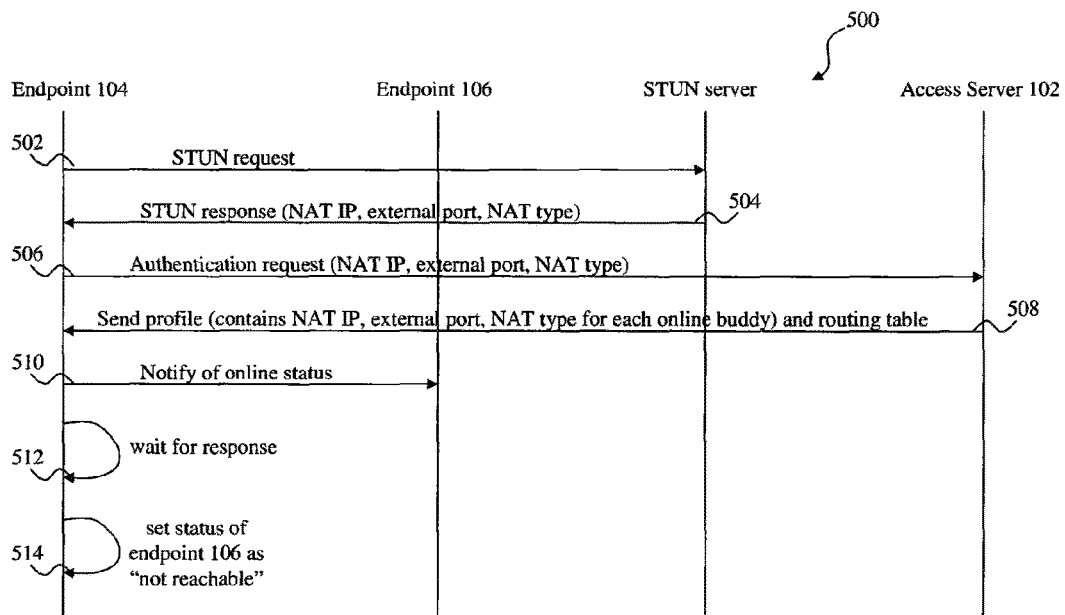 500
Endpoint 104
Endpoint 106
STUN server
Access Server 102
502
STUN request
STUN response (NAT IP, external port, NAT type)
504
506
Authentication request (NAT IP, external port, NAT type)
Send profile (contains NAT IP, external port, NAT type for each online buddy) and routing table
508
510
Notify of online status
wait for response
512
set status of
endpoint 106 as
“not reachable”
514